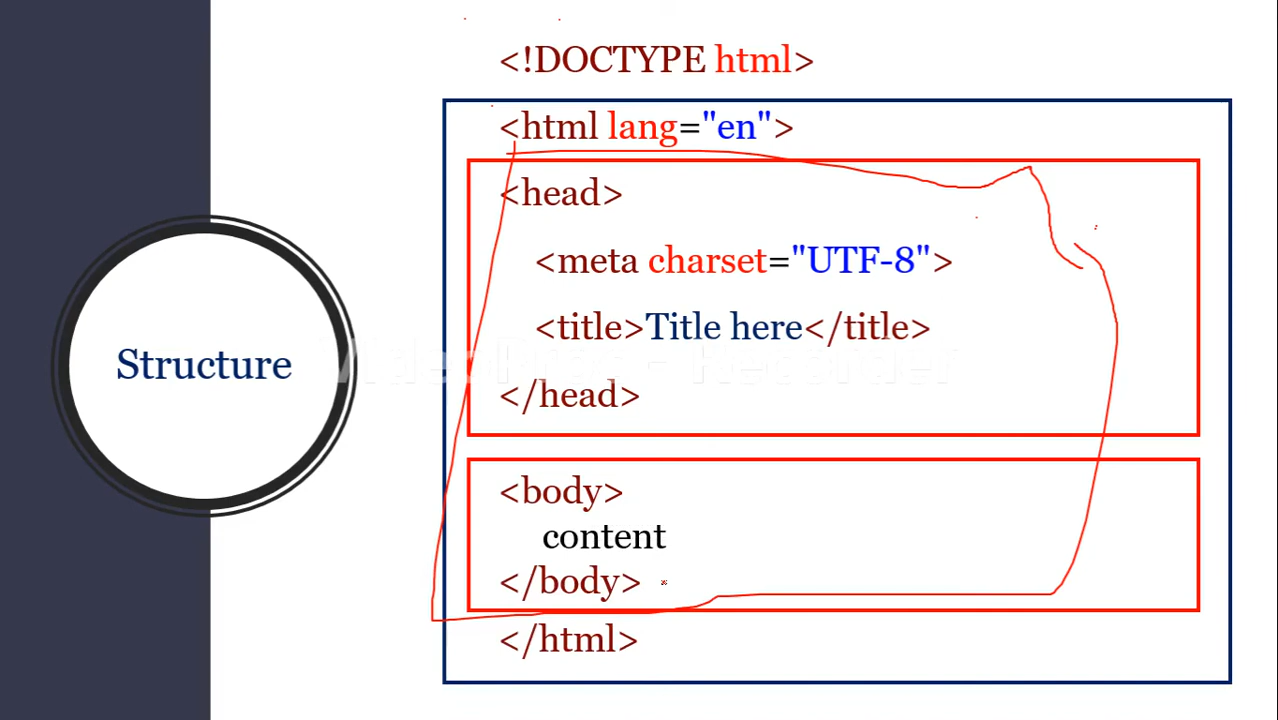 <!DOCTYPE html>
<html lang="en">
<head>
<meta charset="UTF-8">
<title>Title here</title>
</head>
Structure
<body>
content
</body>
</html>